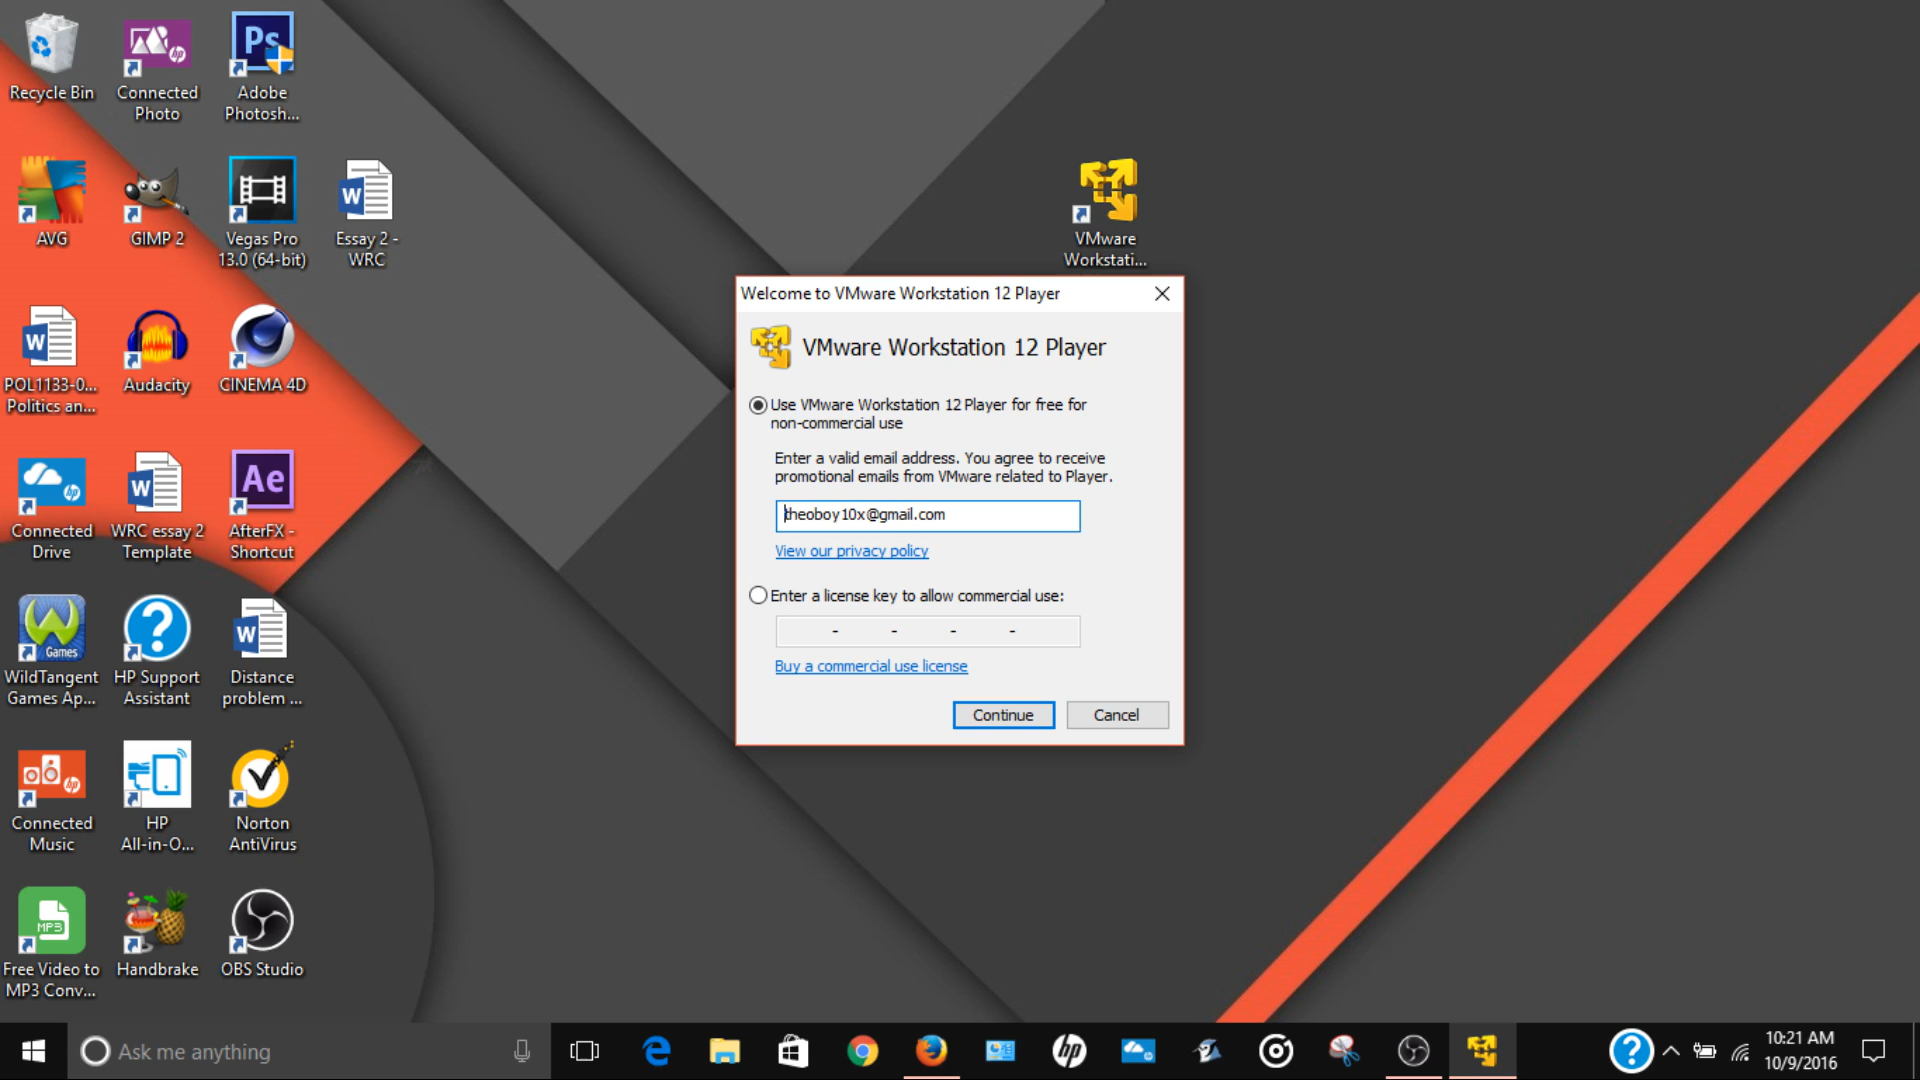 Recycle Bin
Connected
Photo
Ps
Adobe
Photosh...
AVG
GIMP 2
Vegas Pro
13.0 (64-bit)
W
Essay 2 -
WRC
VMware
Workstati...
W
POL1133-0...
Politics an...
Audacity
CINEMA 4D
hp
Connected
Drive
W
WRC essay 2
Template
Ae
AfterFX -
Shortcut
Games
WildTangent
Games Ap...
?
HP Support
Assistant
W
Distance
problem ...
hp
Connected
Music
HP
All-in-O...
Norton
AntiVirus
MP3
Free Video to
MP3 Conv...
Handbrake
OBS Studio
Welcome to VMware Workstation 12 Player
VMware Workstation 12 Player
Use VMware Workstation 12 Player for free for
non-commercial use
Enter a valid email address. You agree to receive
promotional emails from VMware related to Player.
theoboy10x@gmail.com
View our privacy policy
Enter a license key to allow commercial use:
- - - -
Buy a commercial use license
Continue
Cancel
Ask me anything
hp
?
10:21 AM
10/9/2016